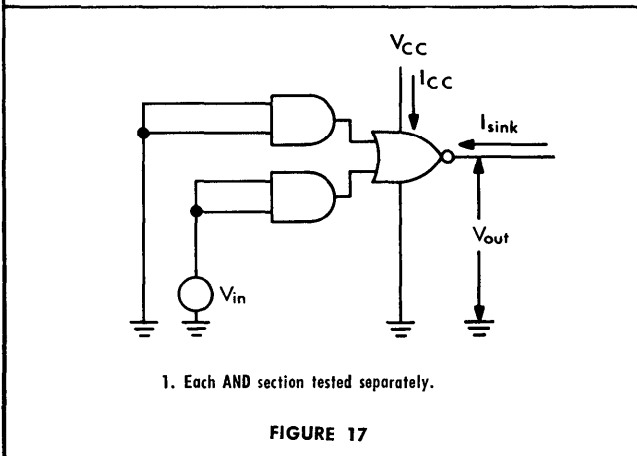 VCC
ICC
Isink
Vout
Vin
1. Each AND section tested separately.
FIGURE 17